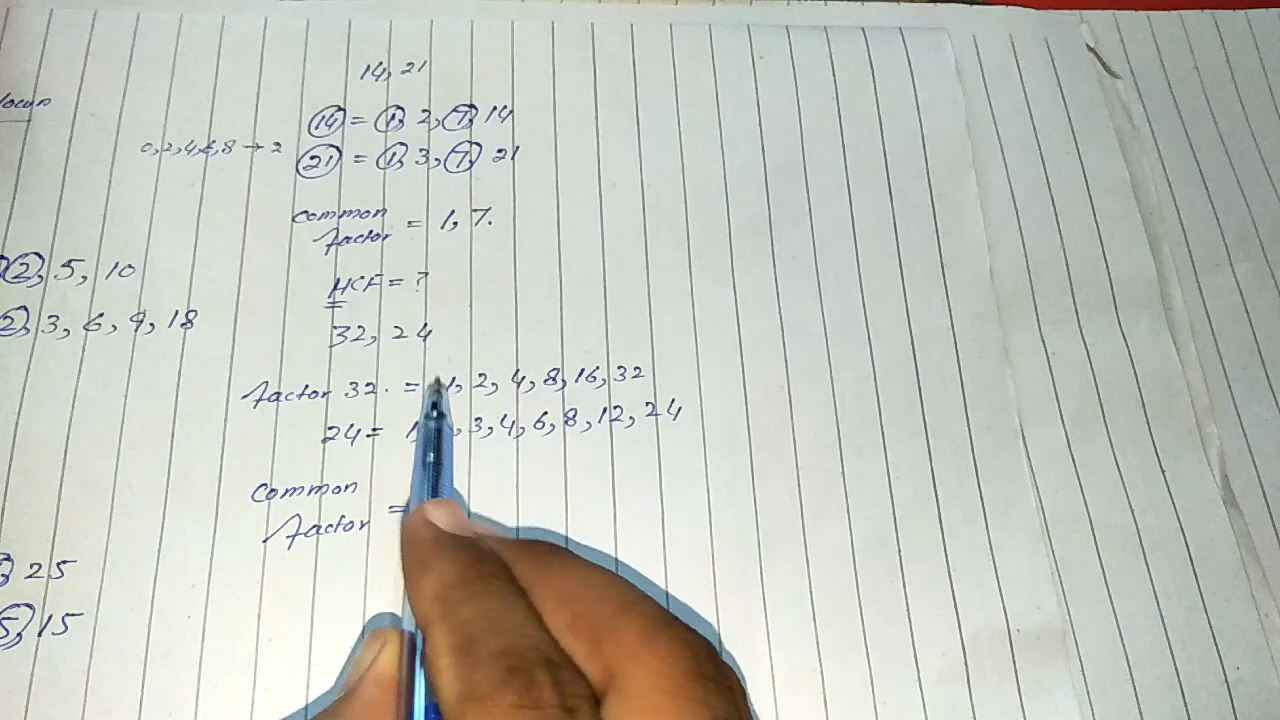 14, 21
14 = 1, 2, 7, 14
0,2,4,6,8 → 2
21 = 1, 3, 7, 21
common
factor = 1, 7.
2, 5, 10
HCF = ?
2, 3, 6, 9, 18
32, 24
factor 32. = 1, 2, 4, 8, 16, 32
24 = 1, 3, 4, 6, 8, 12, 24
common
factor =
25
5, 15